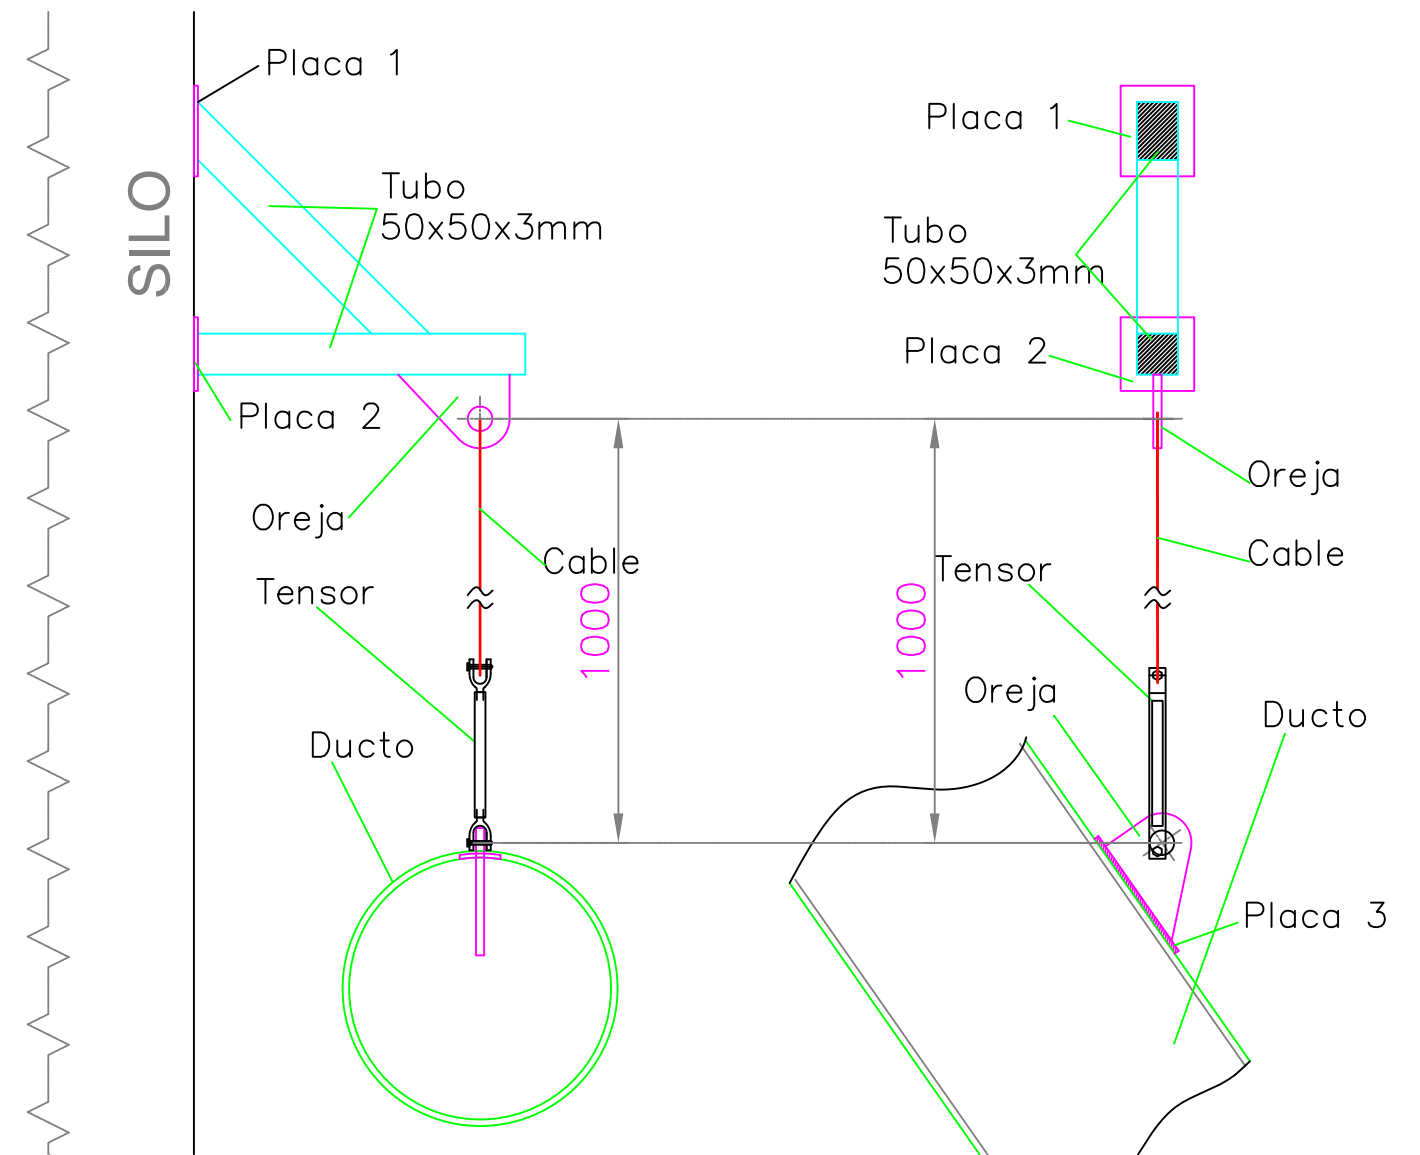 Placa 1
Placa 1
SILO
Tubo
50x50x3mm
Tubo
50x50x3mm
Placa 2
Placa 2
Oreja
Oreja
Cable
Cable
Tensor
Tensor
1000
1000
Oreja
Ducto
Ducto
Placa 3